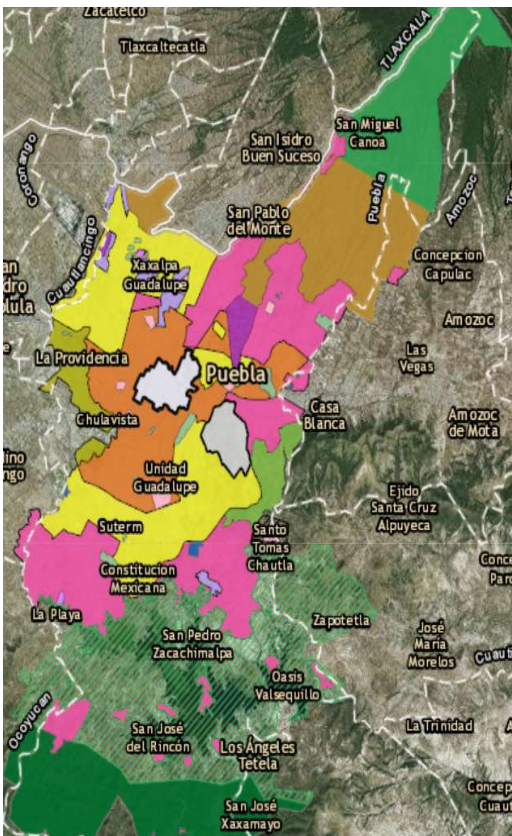 Zacatelco
Tlaxcaltecatla
TLAXCALA
San Miguel
Canoa
San Isidro
Buen Suceso
Coronango
Puebla
Amozoc
San Pablo
del Monte
Cuautlancingo
Xaxalpa
Guadalupe
Concepcion
Capulac
Amozoc
La Providencia
Las
Vegas
Puebla
Casa
Blanca
Chulavista
Amozoc
de Mota
Unidad
Guadalupe
Ejido
Santa Cruz
Alpuyeca
Suterm
Santo
Tomas
Chautla
Constitucion
Mexicana
La Playa
Zapotetla
San Pedro
Zacachimalpa
José
María
Morelos
Cuauti
Oasis
Valsequillo
Ocoyucan
San José
del Rincón
La Trinidad
Los Ángeles
Tetela
San José
Xaxamayo